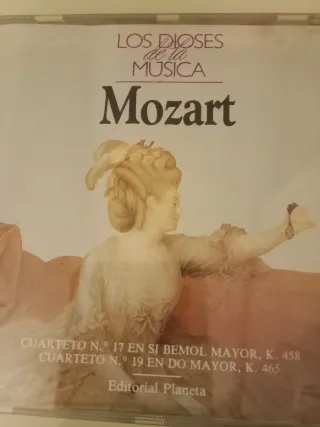 LOS DIOSES
de la
MÚSICA
Mozart
CUARTETO N.° 17 EN SI BEMOL MAYOR, K. 458
CUARTETO N.° 19 EN DO MAYOR, K. 465
Editorial Planeta